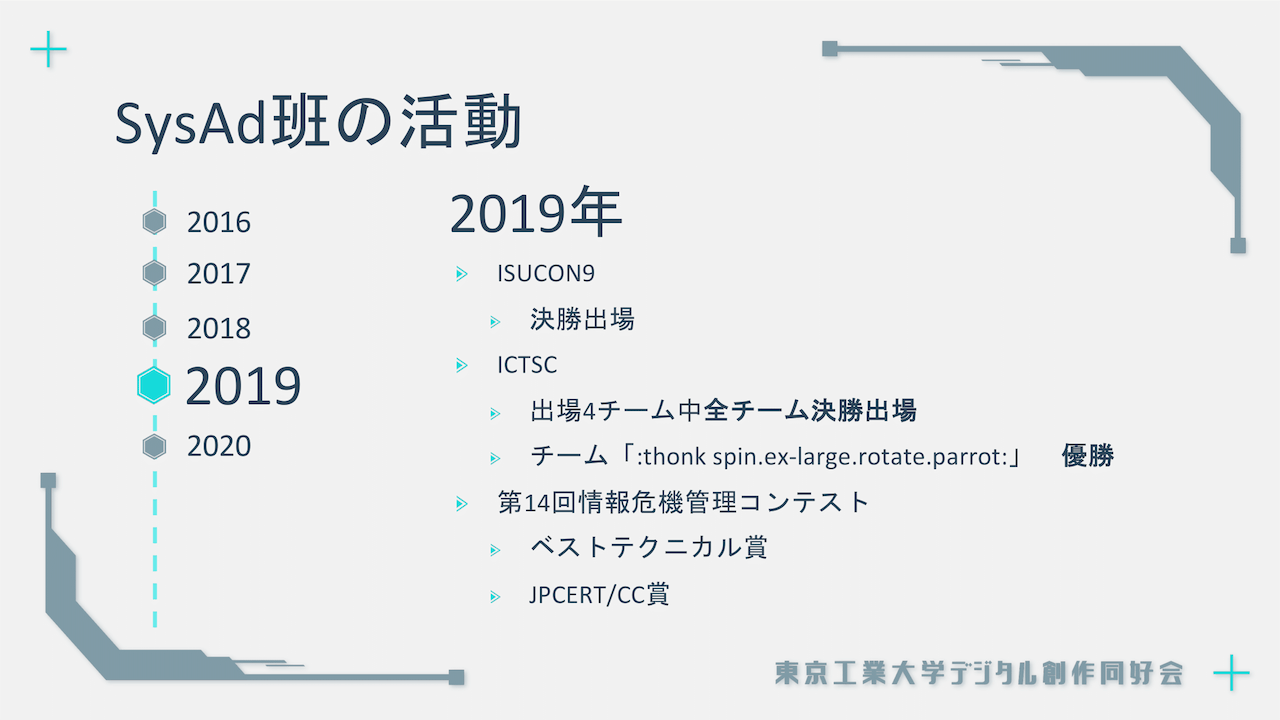 SysAd班の活動
2016
2017
2018
2019
2020
2019年
ISUCON9
決勝出場
ICTSC
出場4チーム中全チーム決勝出場
チーム「:thonk spin.ex-large.rotate.parrot:」 優勝
第14回情報危機管理コンテスト
ベストテクニカル賞
JPCERT/CC賞
東京工業大学デジタル創作同好会